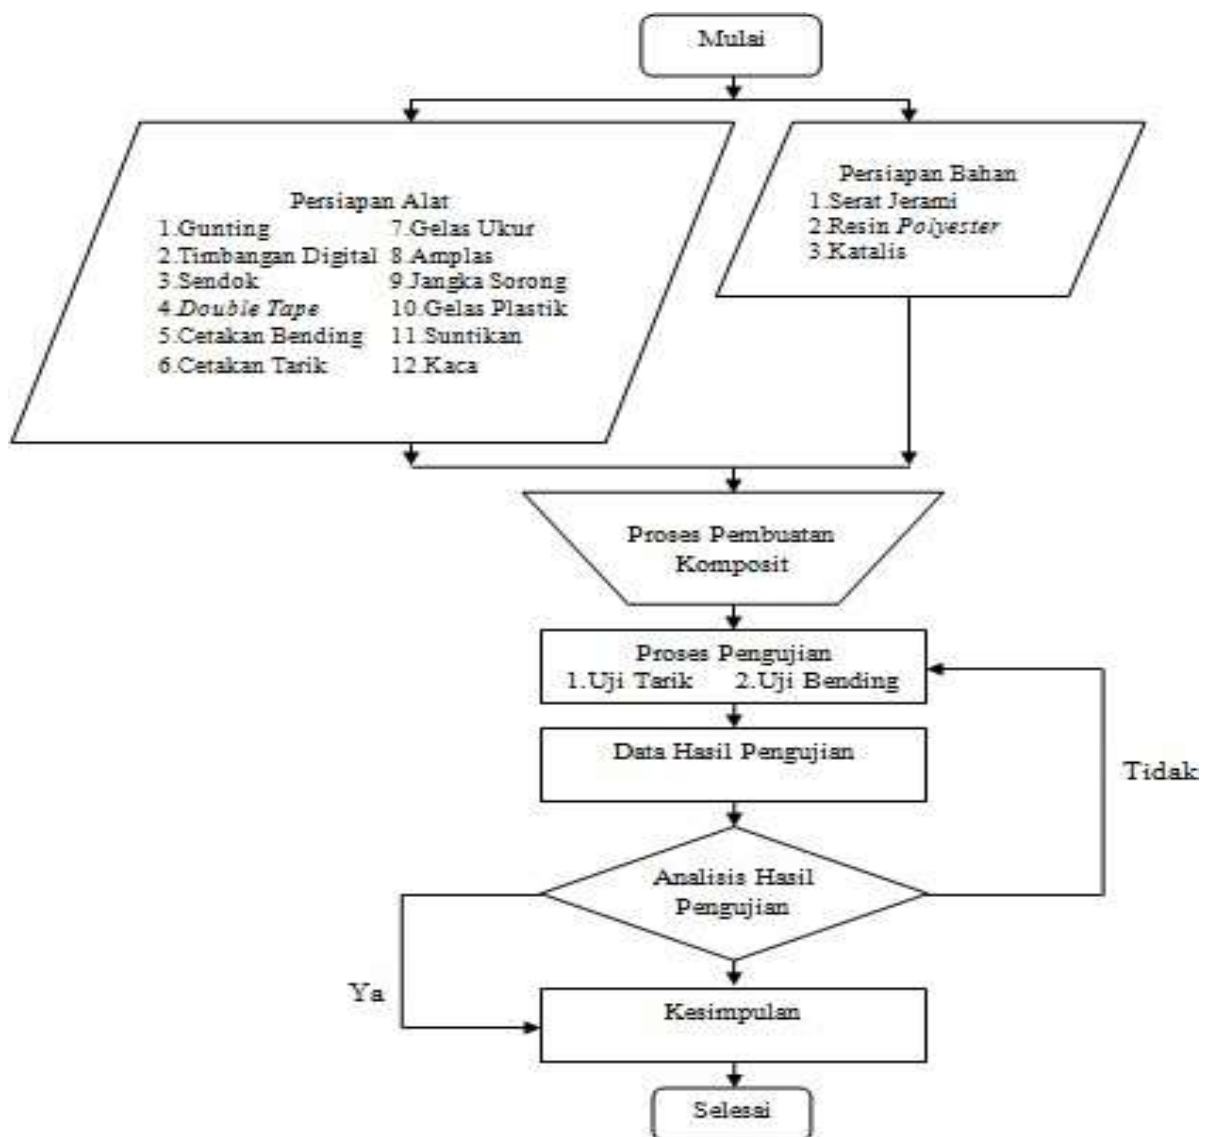 Mulai
Persiapan Alat
1.Gunting 7.Gelas Ukur
2.Timbangan Digital 8.Amplas
3.Sendok 9.Jangka Sorong
4.Double Tape 10.Gelas Plastik
5.Cetakan Bending 11.Suntikan
6.Cetakan Tarik 12.Kaca
Persiapan Bahan
1.Serat Jerami
2.Resin Polyester
3.Katalis
Proses Pembuatan
Komposit
Proses Pengujian
1.Uji Tarik 2.Uji Bending
Data Hasil Pengujian
Tidak
Analisis Hasil
Pengujian
Ya
Kesimpulan
Selesai